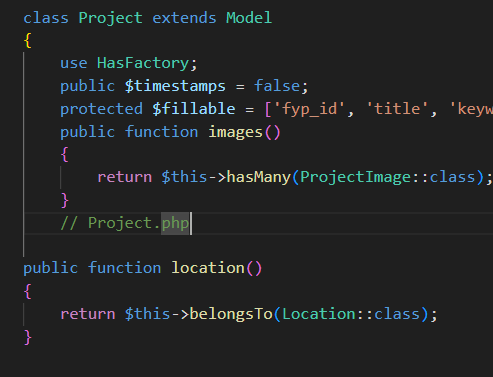 class Project extends Model
{
    use HasFactory;
    public $timestamps = false;
    protected $fillable = ['fyp_id', 'title', 'keyw
    public function images()
    {
        return $this->hasMany(ProjectImage::class);
    }
    // Project.php
public function location()
{
    return $this->belongsTo(Location::class);
}